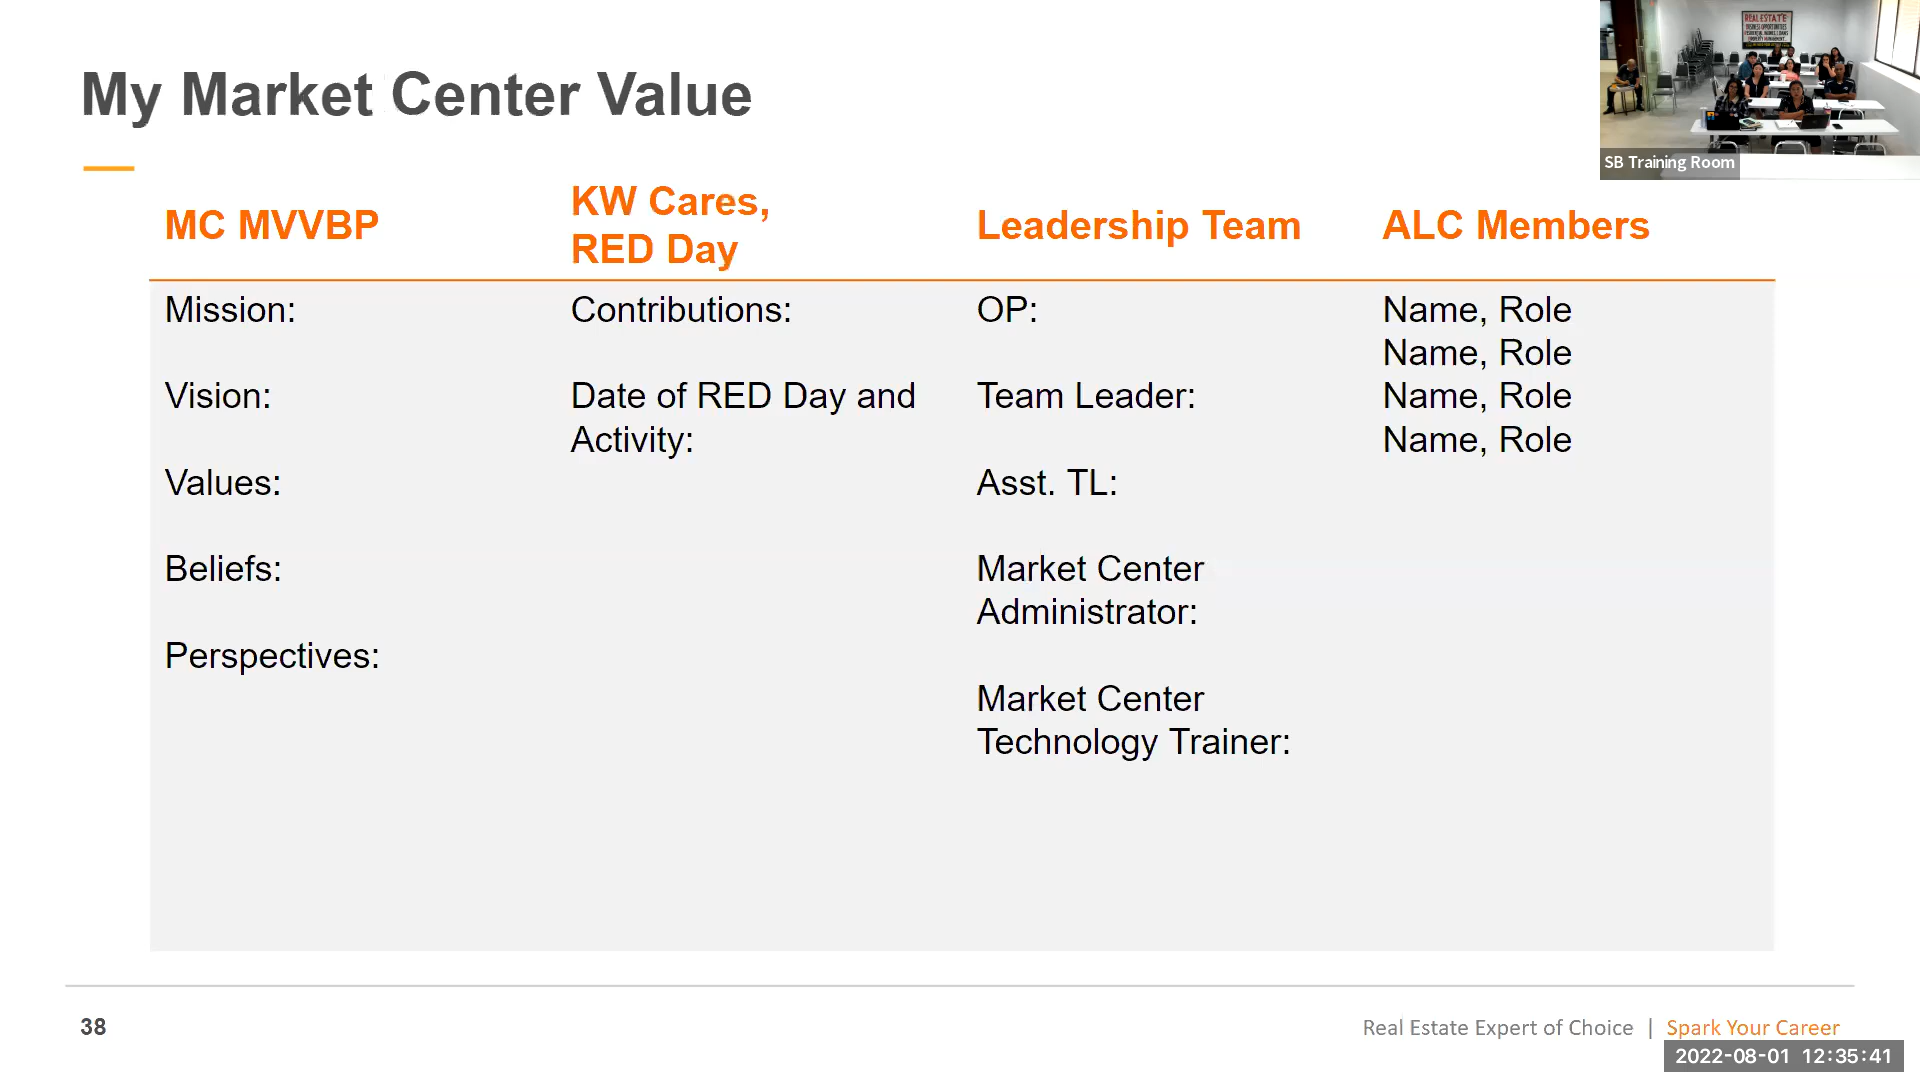 My Market Center Value
MC MVVBP
KW Cares,
RED Day
Leadership Team
ALC Members
Mission:
Vision:
Values:
Beliefs:
Perspectives:
Contributions:
Date of RED Day and
Activity:
OP:
Team Leader:
Asst. TL:
Market Center
Administrator:
Market Center
Technology Trainer:
Name, Role
Name, Role
Name, Role
Name, Role
REAL ESTATE
SB Training Room
38
Real Estate Expert of Choice | Spark Your Career
2022-08-01 12:35:41